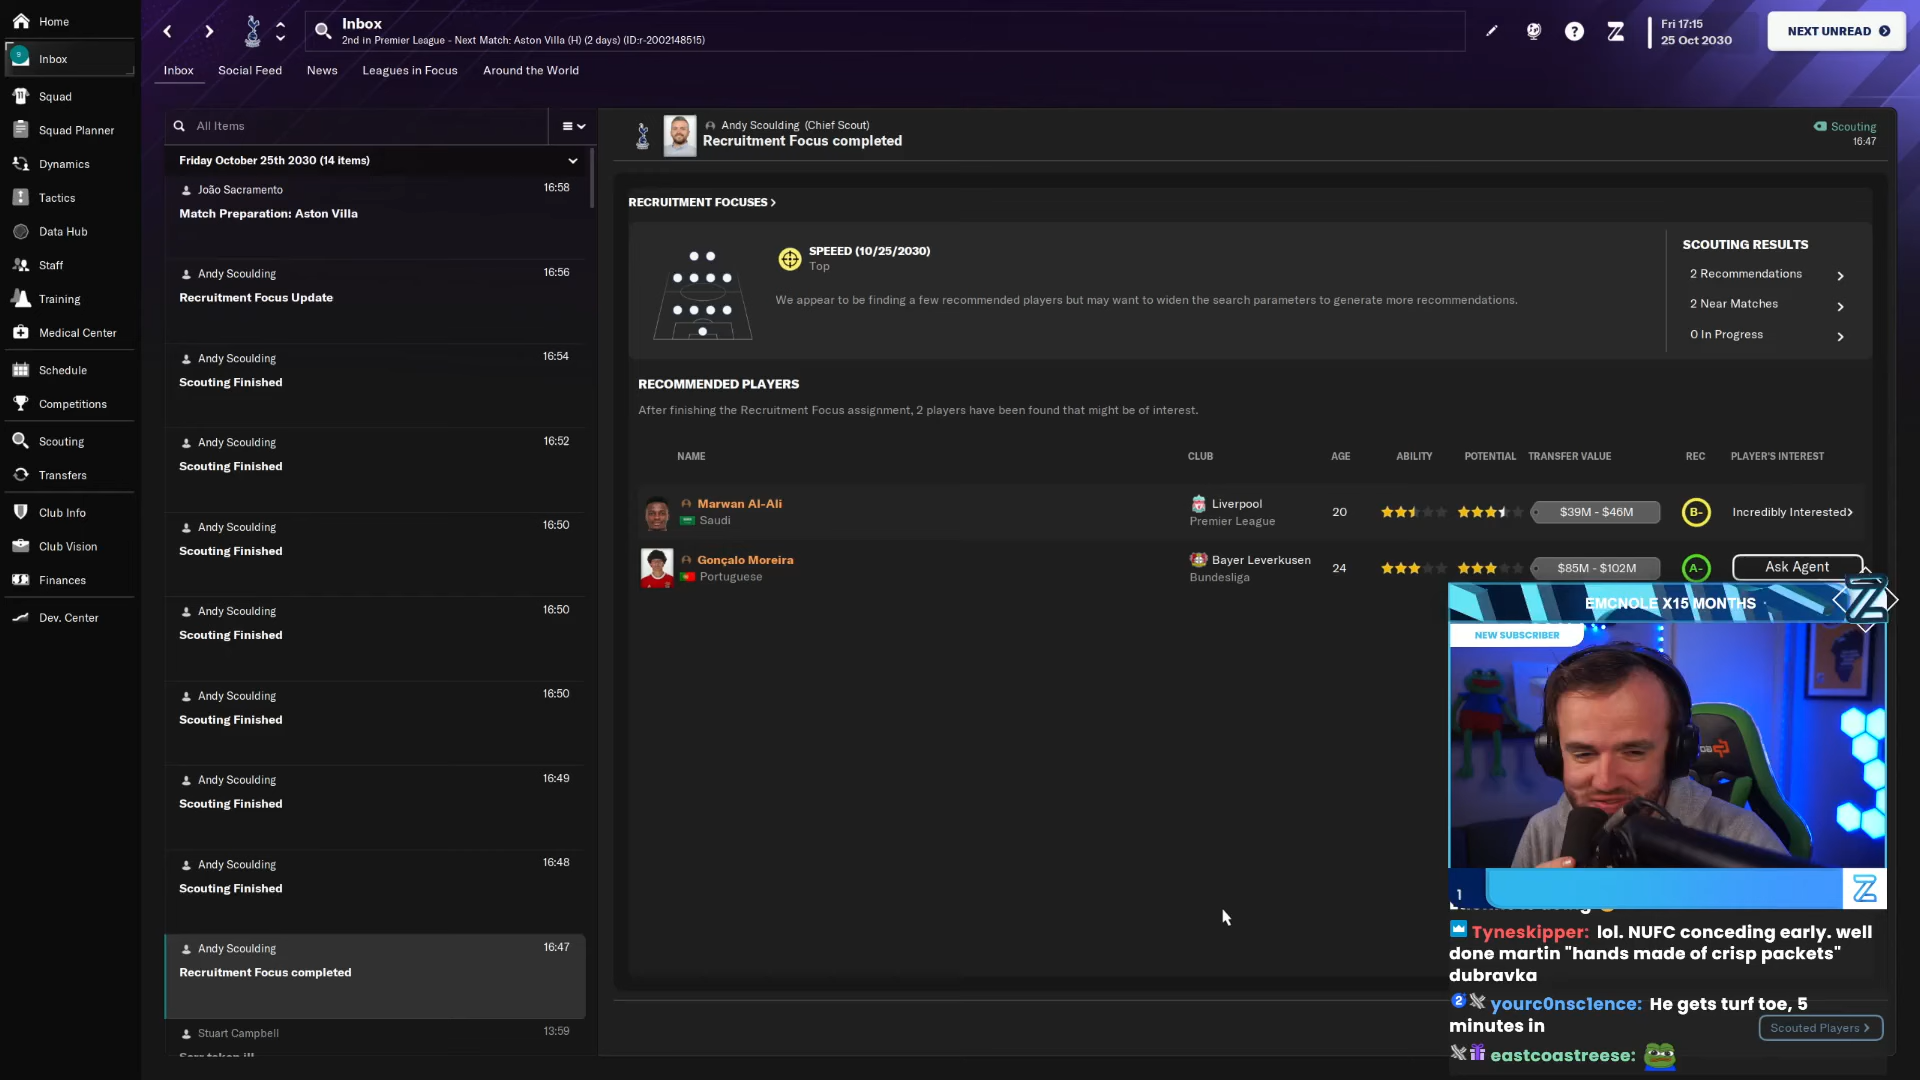 Home
Inbox
Squad
Squad Planner
Dynamics
Tactics
Data Hub
Staff
Training
Medical Center
Schedule
Competitions
Scouting
Transfers
Club Info
Club Vision
Finances
Dev. Center
Inbox
2nd in Premier League - Next Match: Aston Villa (H) (2 days) (ID:r-2002148515)
Fri 17:15
25 Oct 2030
NEXT UNREAD
Inbox Social Feed News Leagues in Focus Around the World
All Items
Friday October 25th 2030 (14 items)
João Sacramento 16:58
Match Preparation: Aston Villa
Andy Scoulding 16:56
Recruitment Focus Update
Andy Scoulding 16:54
Scouting Finished
Andy Scoulding 16:52
Scouting Finished
Andy Scoulding 16:50
Scouting Finished
Andy Scoulding 16:50
Scouting Finished
Andy Scoulding 16:50
Scouting Finished
Andy Scoulding 16:49
Scouting Finished
Andy Scoulding 16:48
Scouting Finished
Andy Scoulding 16:47
Recruitment Focus completed
Stuart Campbell 13:59
Andy Scoulding (Chief Scout)
Recruitment Focus completed
Scouting
16:47
RECRUITMENT FOCUSES >
SPEEED (10/25/2030)
Top
We appear to be finding a few recommended players but may want to widen the search parameters to generate more recommendations.
SCOUTING RESULTS
2 Recommendations
2 Near Matches
0 In Progress
RECOMMENDED PLAYERS
After finishing the Recruitment Focus assignment, 2 players have been found that might be of interest.
NAME CLUB AGE ABILITY POTENTIAL TRANSFER VALUE REC PLAYER'S INTEREST
Marwan Al-Ali Liverpool 20 $39M - $46M B- Incredibly Interested>
Saudi Premier League
Gonçalo Moreira Bayer Leverkusen 24 $85M - $102M A- Ask Agent
Portuguese Bundesliga
EMCNOLE X15 MONTHS
NEW SUBSCRIBER
1
Tyneskipper: lol. NUFC conceding early. well
done martin "hands made of crisp packets"
dubravka
2 yourc0nsc1ence: He gets turf toe, 5
minutes in
Scouted Players >
eastcoastreese: